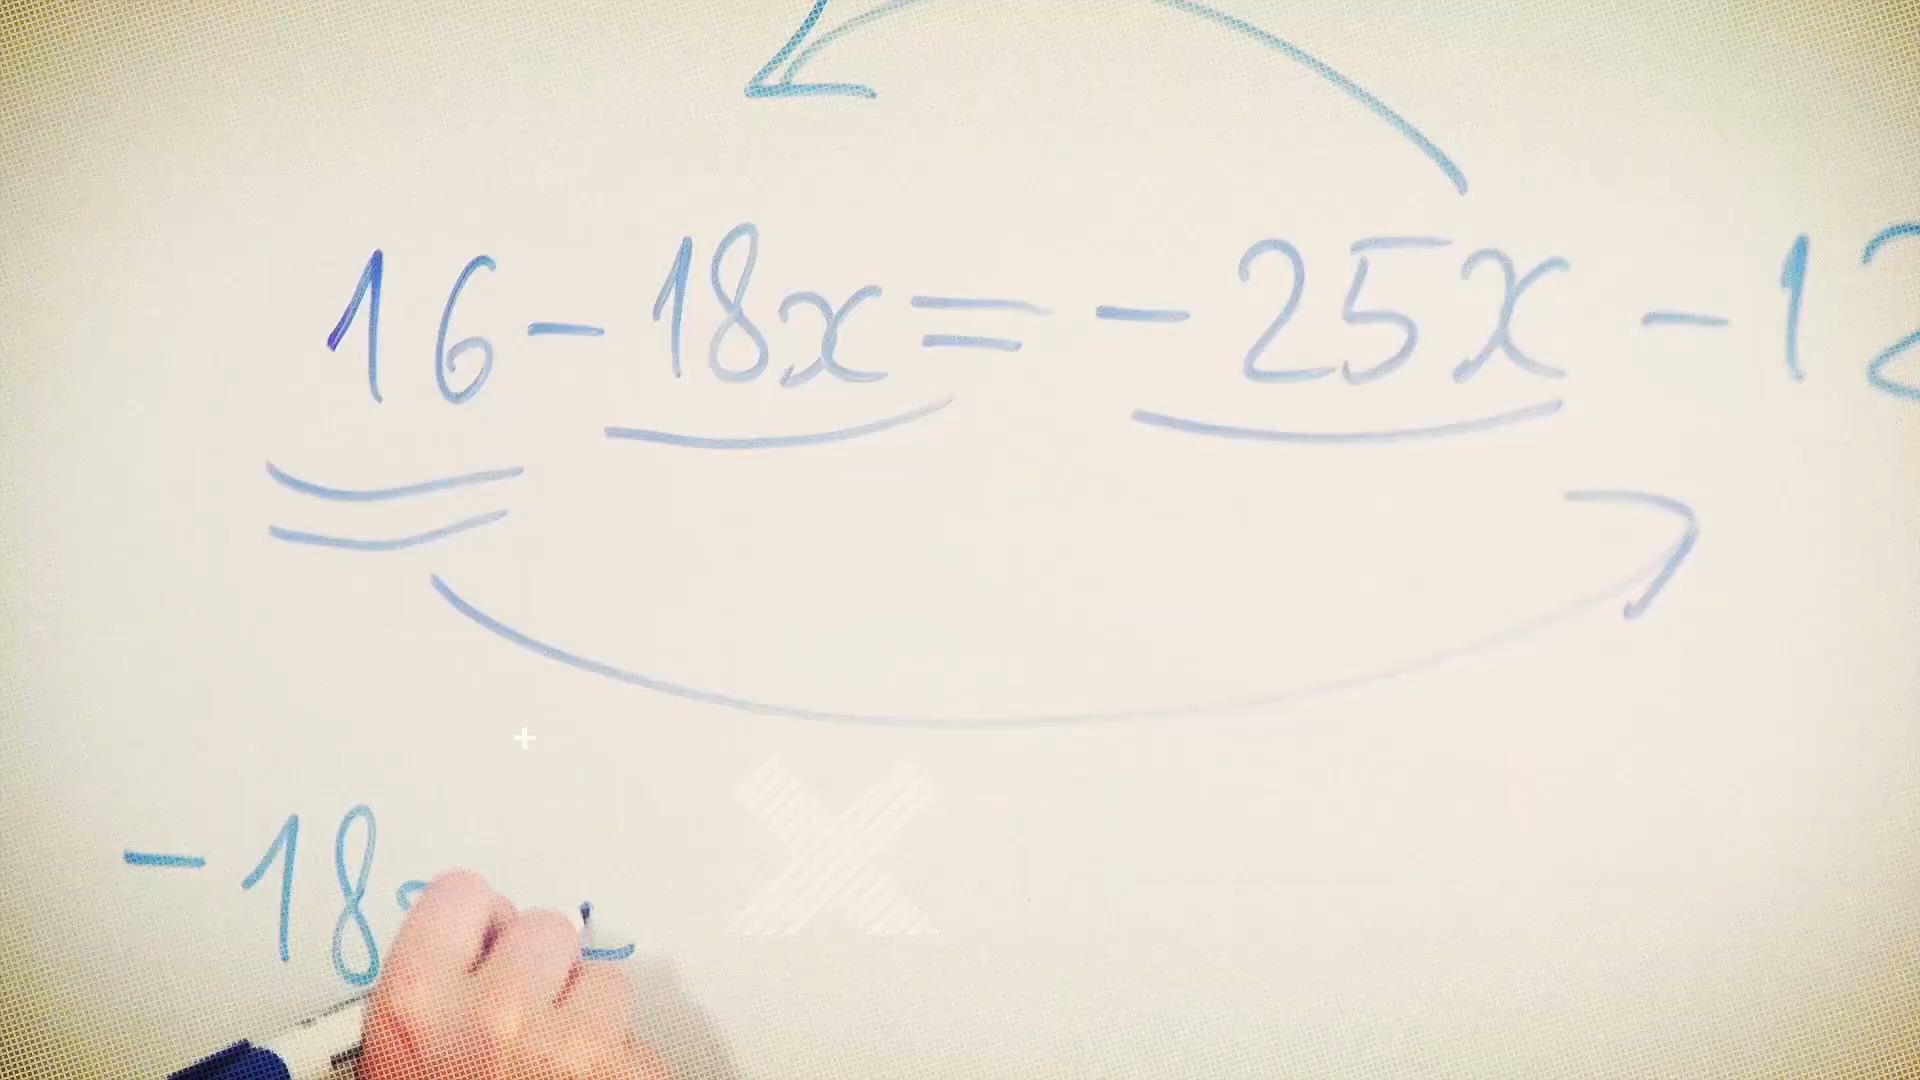 16 - 18x = - 25x - 12
- 18